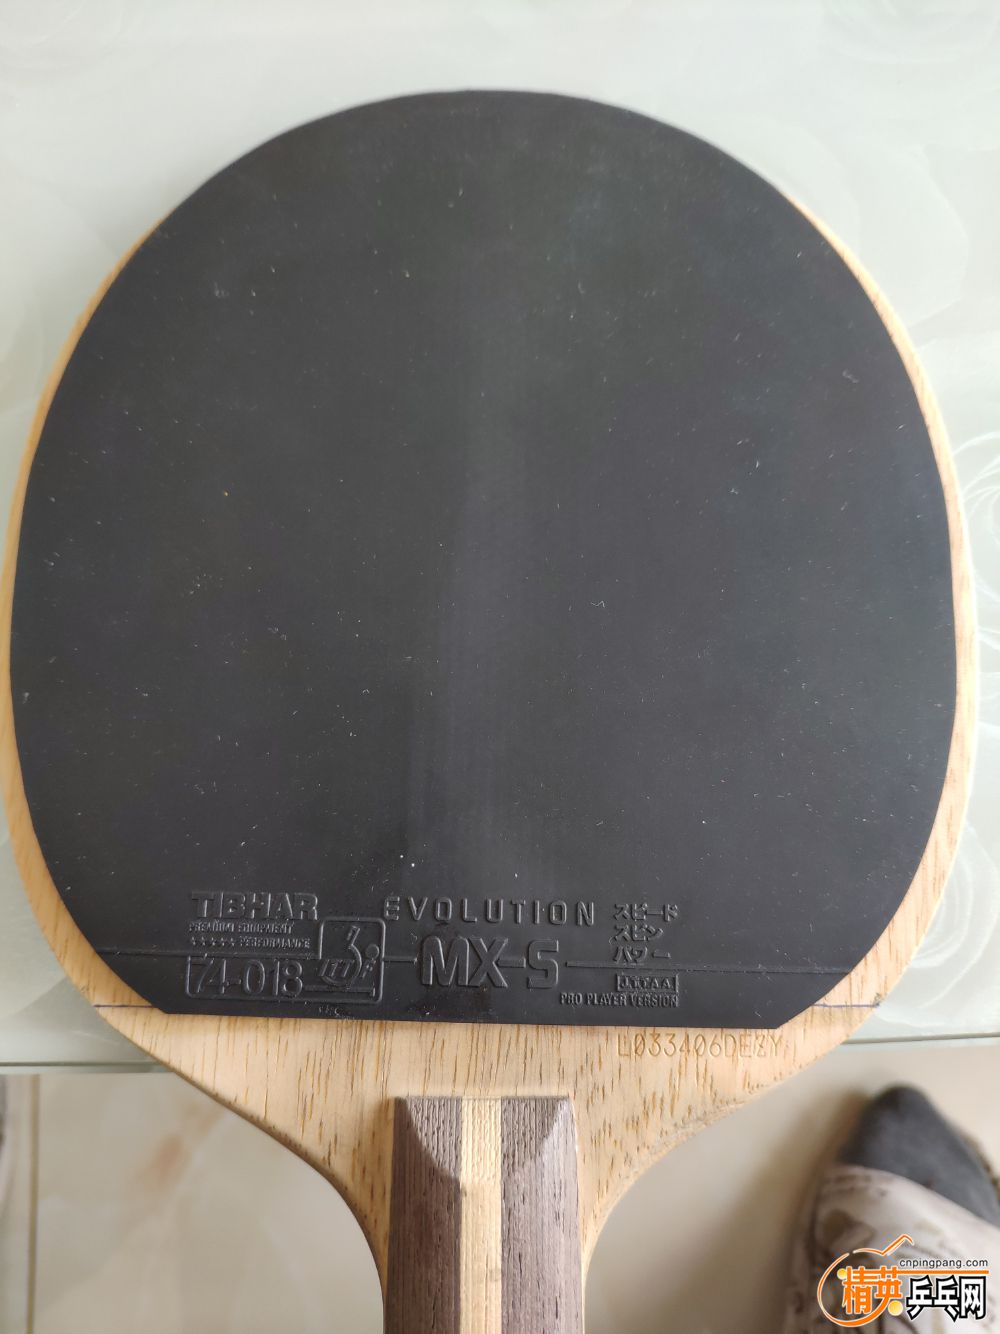 TIBHAR
PREMIUM EQUIPMENT
PERFORMANCE
74-018
ITTF
EVOLUTION
MX-S
スピード
スピン
パワー
JTTAA
PRO PLAYER VERSION
L033406DEZY
cnpingpang.com
精英乒乓网